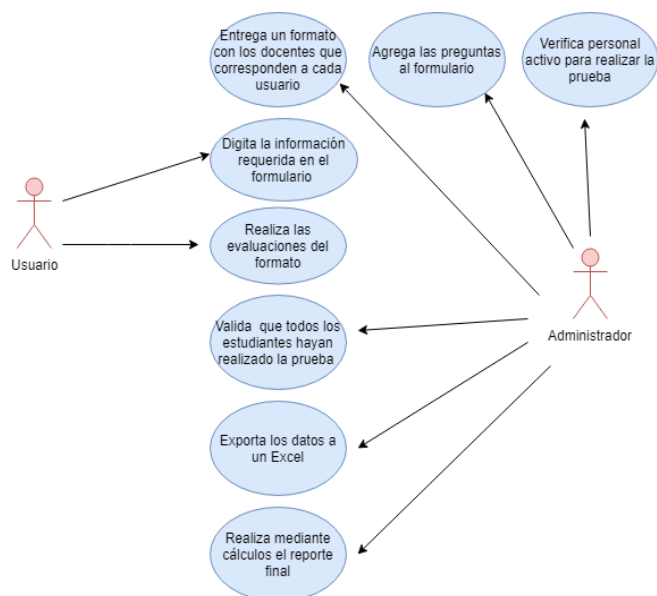 Entrega un formato
con los docentes que
corresponden a cada
usuario
Agrega las preguntas
al formulario
Verifica personal
activo para realizar la
prueba
Digita la información
requerida en el
formulario
Realiza las
evaluaciones del
formato
Usuario
Valida que todos los
estudiantes hayan
realizado la prueba
Administrador
Exporta los datos a
un Excel
Realiza mediante
cálculos el reporte
final